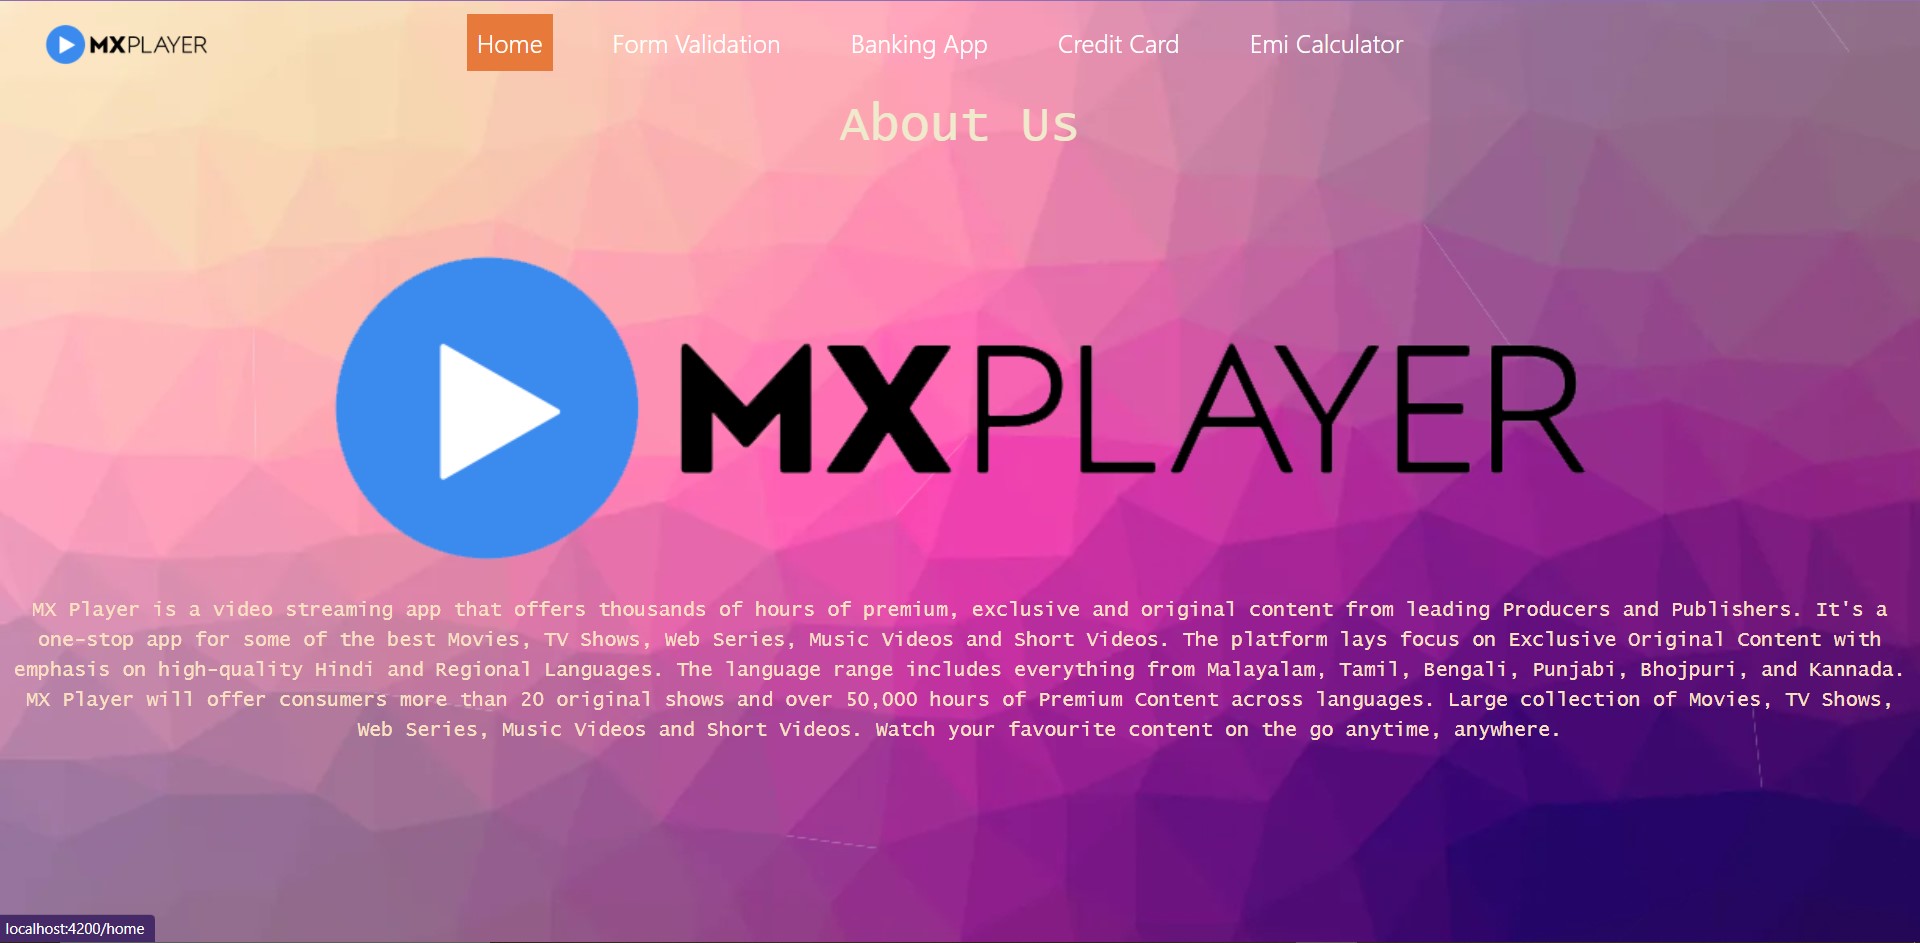 MXPLAYER
Home
Form Validation
Banking App
Credit Card
Emi Calculator
About Us
MXPLAYER
MX Player is a video streaming app that offers thousands of hours of premium, exclusive and original content from leading Producers and Publishers. It's a
one-stop app for some of the best Movies, TV Shows, Web Series, Music Videos and Short Videos. The platform lays focus on Exclusive Original Content with
emphasis on high-quality Hindi and Regional Languages. The language range includes everything from Malayalam, Tamil, Bengali, Punjabi, Bhojpuri, and Kannada.
MX Player will offer consumers more than 20 original shows and over 50,000 hours of Premium Content across languages. Large collection of Movies, TV Shows,
Web Series, Music Videos and Short Videos. Watch your favourite content on the go anytime, anywhere.
localhost:4200/home